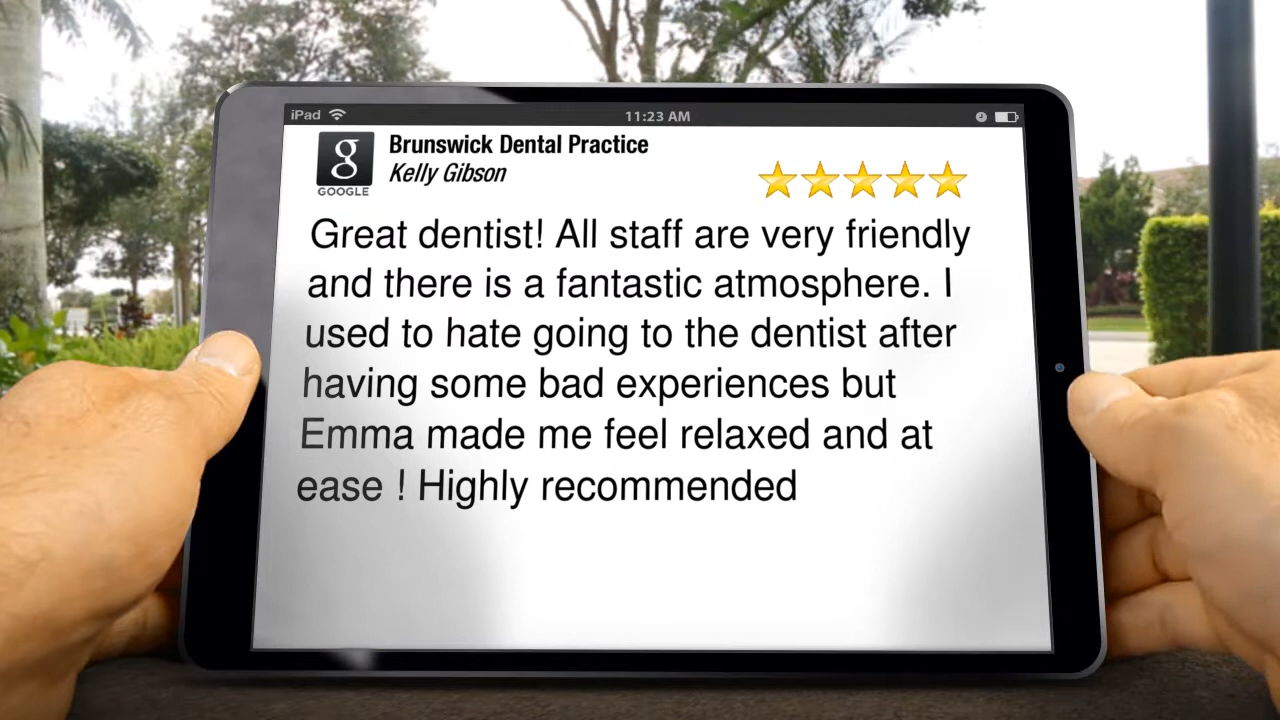 iPad 11:23 AM
g
GOOGLE
Brunswick Dental Practice
Kelly Gibson
Great dentist! All staff are very friendly
and there is a fantastic atmosphere. I
used to hate going to the dentist after
having some bad experiences but
Emma made me feel relaxed and at
ease ! Highly recommended